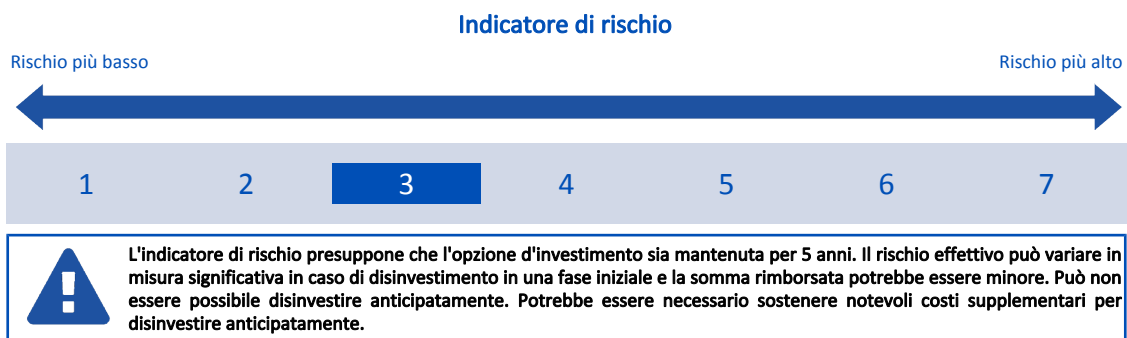 Indicatore di rischio
Rischio più basso
Rischio più alto
1 2 3 4 5 6 7
L'indicatore di rischio presuppone che l'opzione d'investimento sia mantenuta per 5 anni. Il rischio effettivo può variare in
misura significativa in caso di disinvestimento in una fase iniziale e la somma rimborsata potrebbe essere minore. Può non
essere possibile disinvestire anticipatamente. Potrebbe essere necessario sostenere notevoli costi supplementari per
disinvestire anticipatamente.